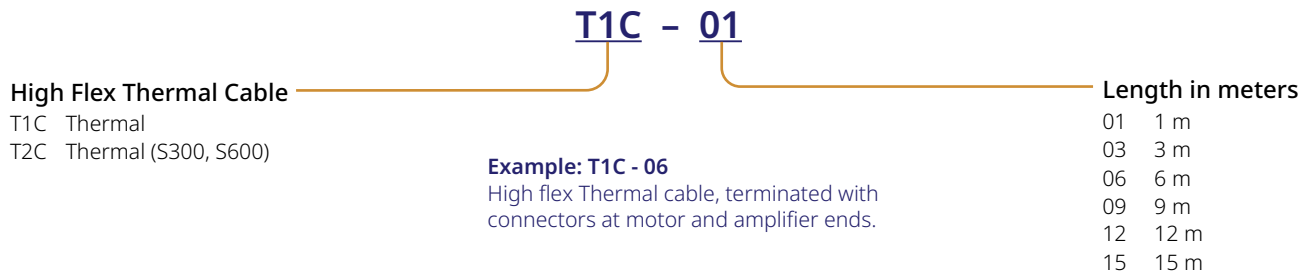 T1C – 01
High Flex Thermal Cable
T1C Thermal
T2C Thermal (S300, S600)
Example: T1C - 06
High flex Thermal cable, terminated with
connectors at motor and amplifier ends.
Length in meters
01 1 m
03 3 m
06 6 m
09 9 m
12 12 m
15 15 m